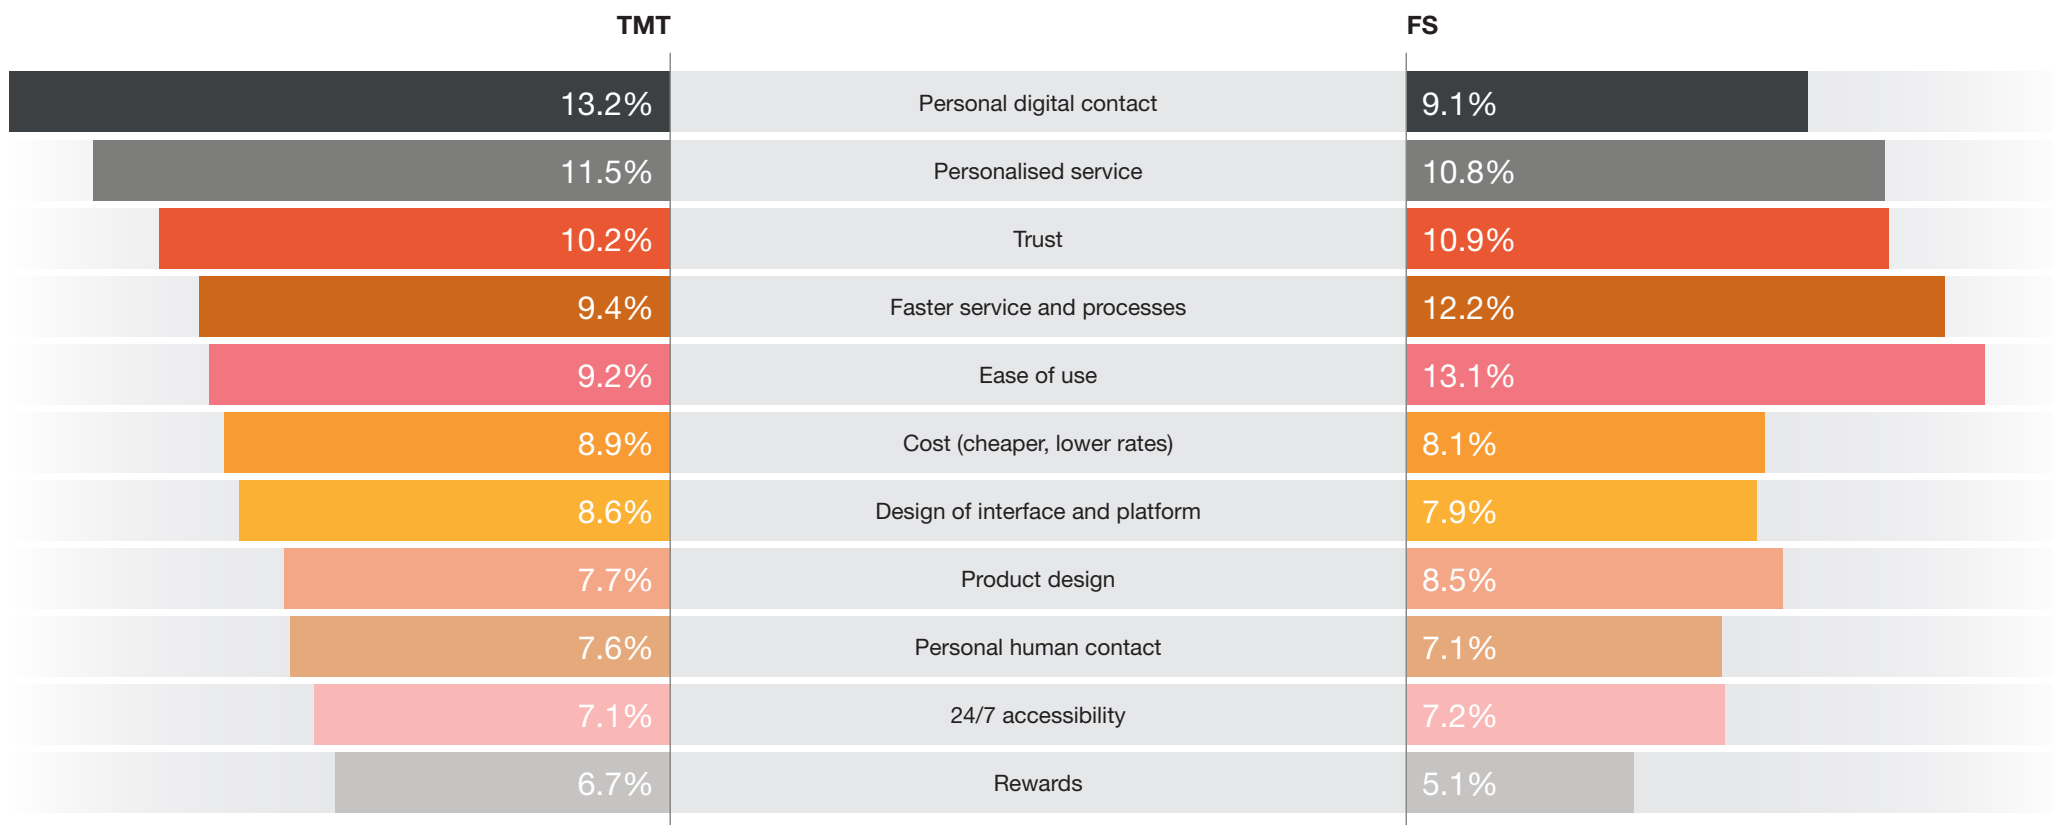 TMT FS
13.2% Personal digital contact 9.1%
11.5% Personalised service 10.8%
10.2% Trust 10.9%
9.4% Faster service and processes 12.2%
9.2% Ease of use 13.1%
8.9% Cost (cheaper, lower rates) 8.1%
8.6% Design of interface and platform 7.9%
7.7% Product design 8.5%
7.6% Personal human contact 7.1%
7.1% 24/7 accessibility 7.2%
6.7% Rewards 5.1%